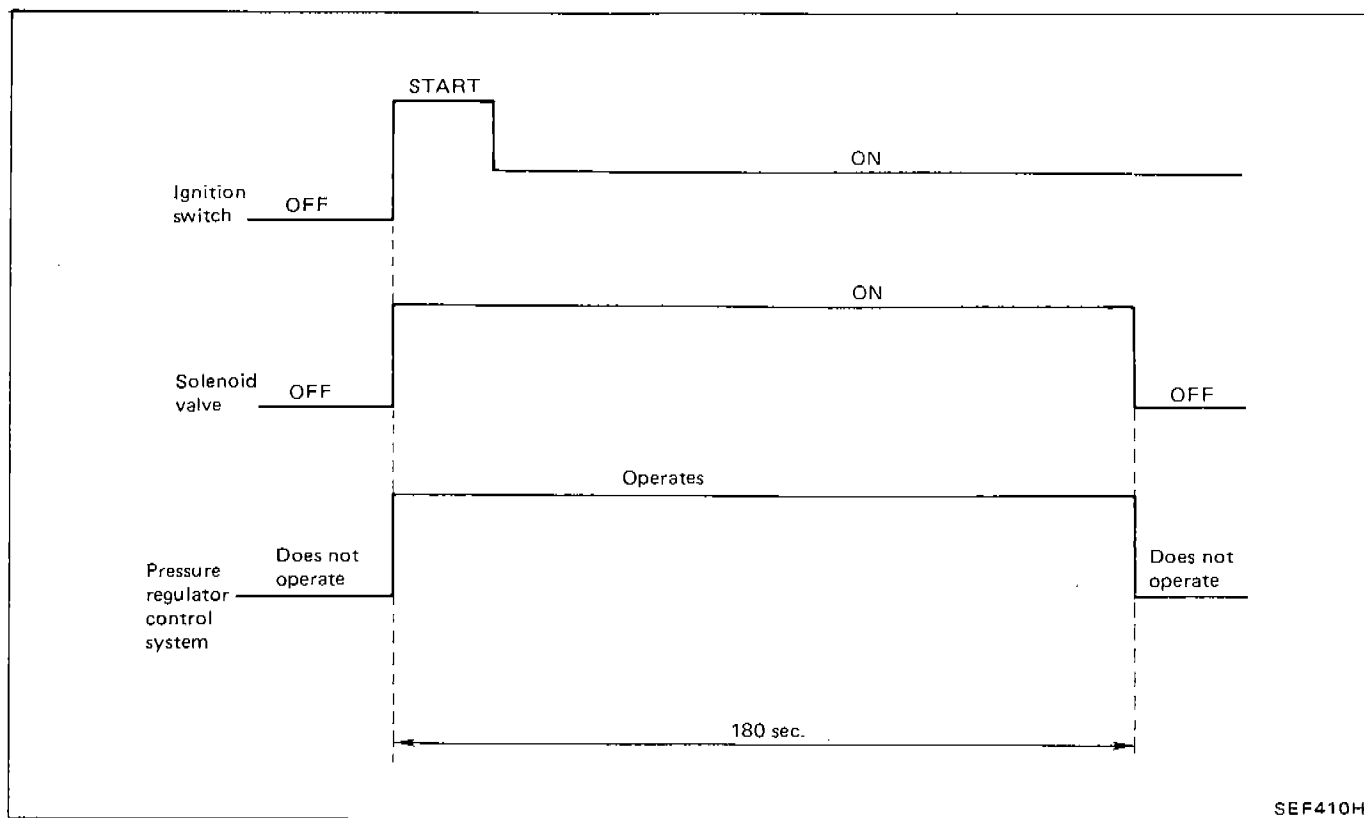 START
ON
Ignition
switch
OFF
ON
Solenoid
valve
OFF
OFF
Operates
Does not
operate
Does not
operate
Pressure
regulator
control
system
180 sec.
SEF410H